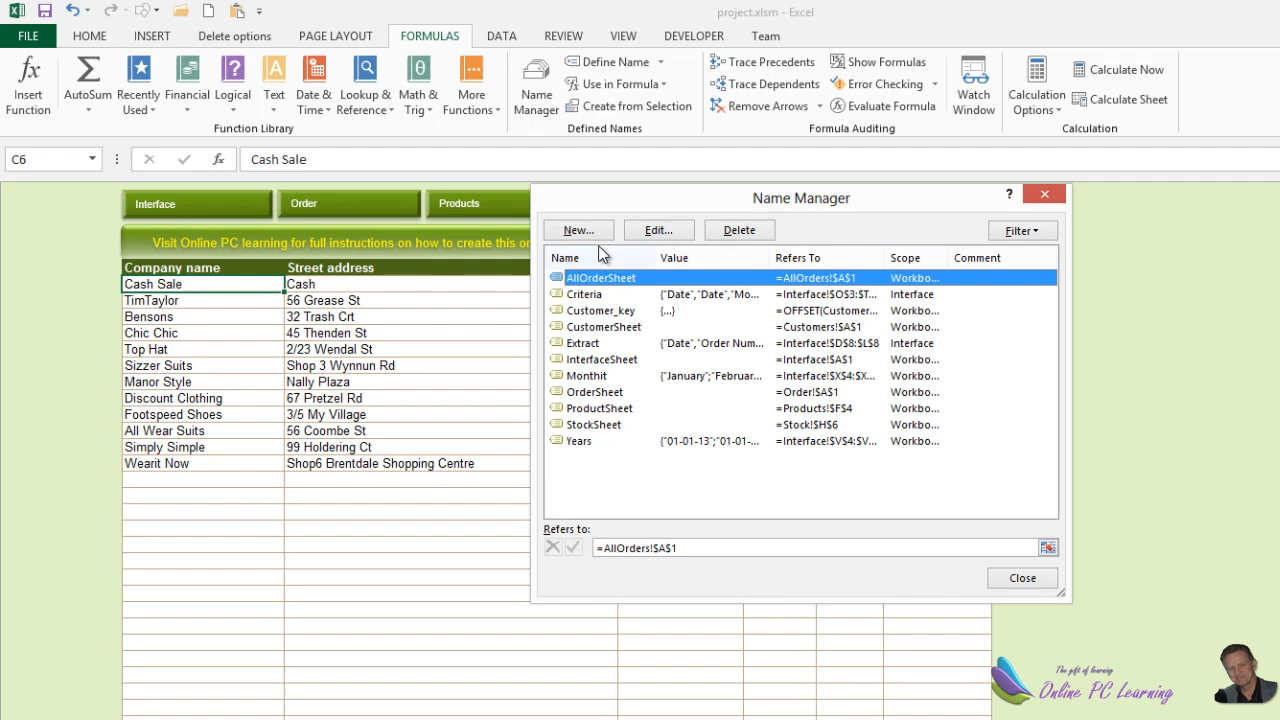 project.xlsm - Excel
FILE HOME INSERT Delete options PAGE LAYOUT FORMULAS DATA REVIEW VIEW DEVELOPER Team
Insert Function
AutoSum
Recently Used
Financial
Logical
Text
Date & Time
Lookup & Reference
Math & Trig
More Functions
Function Library
Name Manager
Define Name
Use in Formula
Create from Selection
Defined Names
Trace Precedents
Trace Dependents
Remove Arrows
Show Formulas
Error Checking
Evaluate Formula
Formula Auditing
Watch Window
Calculation Options
Calculate Now
Calculate Sheet
Calculation
C6 fx Cash Sale
Interface Order Products
Visit Online PC learning for full instructions on how to create this
Company name Street address
Cash Sale Cash
TimTaylor 56 Grease St
Bensons 32 Trash Crt
Chic Chic 45 Thenden St
Top Hat 2/23 Wendal St
Sizzer Suits Shop 3 Wynnun Rd
Manor Style Nally Plaza
Discount Clothing 67 Pretzel Rd
Footspeed Shoes 3/5 My Village
All Wear Suits 56 Coombe St
Simply Simple 99 Holdering Ct
Wearit Now Shop6 Brentdale Shopping Centre
Name Manager ?
New... Edit... Delete Filter
Name Value Refers To Scope Comment
AllOrderSheet =AllOrders!$A$1 Workbo...
Criteria {"Date","Date","Mo... =Interface!$O$3:$T... Interface
Customer_key {...} =OFFSET(Customer... Workbo...
CustomerSheet =Customers!$A$1 Workbo...
Extract {"Date","Order Num... =Interface!$D$8:$L$8 Interface
InterfaceSheet =Interface!$A$1 Workbo...
Monthit {"January";"Februar... =Interface!$X$4:$X... Workbo...
OrderSheet =Order!$A$1 Workbo...
ProductSheet =Products!$F$4 Workbo...
StockSheet =Stock!$H$6 Workbo...
Years {"01-01-13";"01-01-... =Interface!$V$4:$V... Workbo...
Refers to:
=AllOrders!$A$1
Close
The gift of learning
Online PC Learning